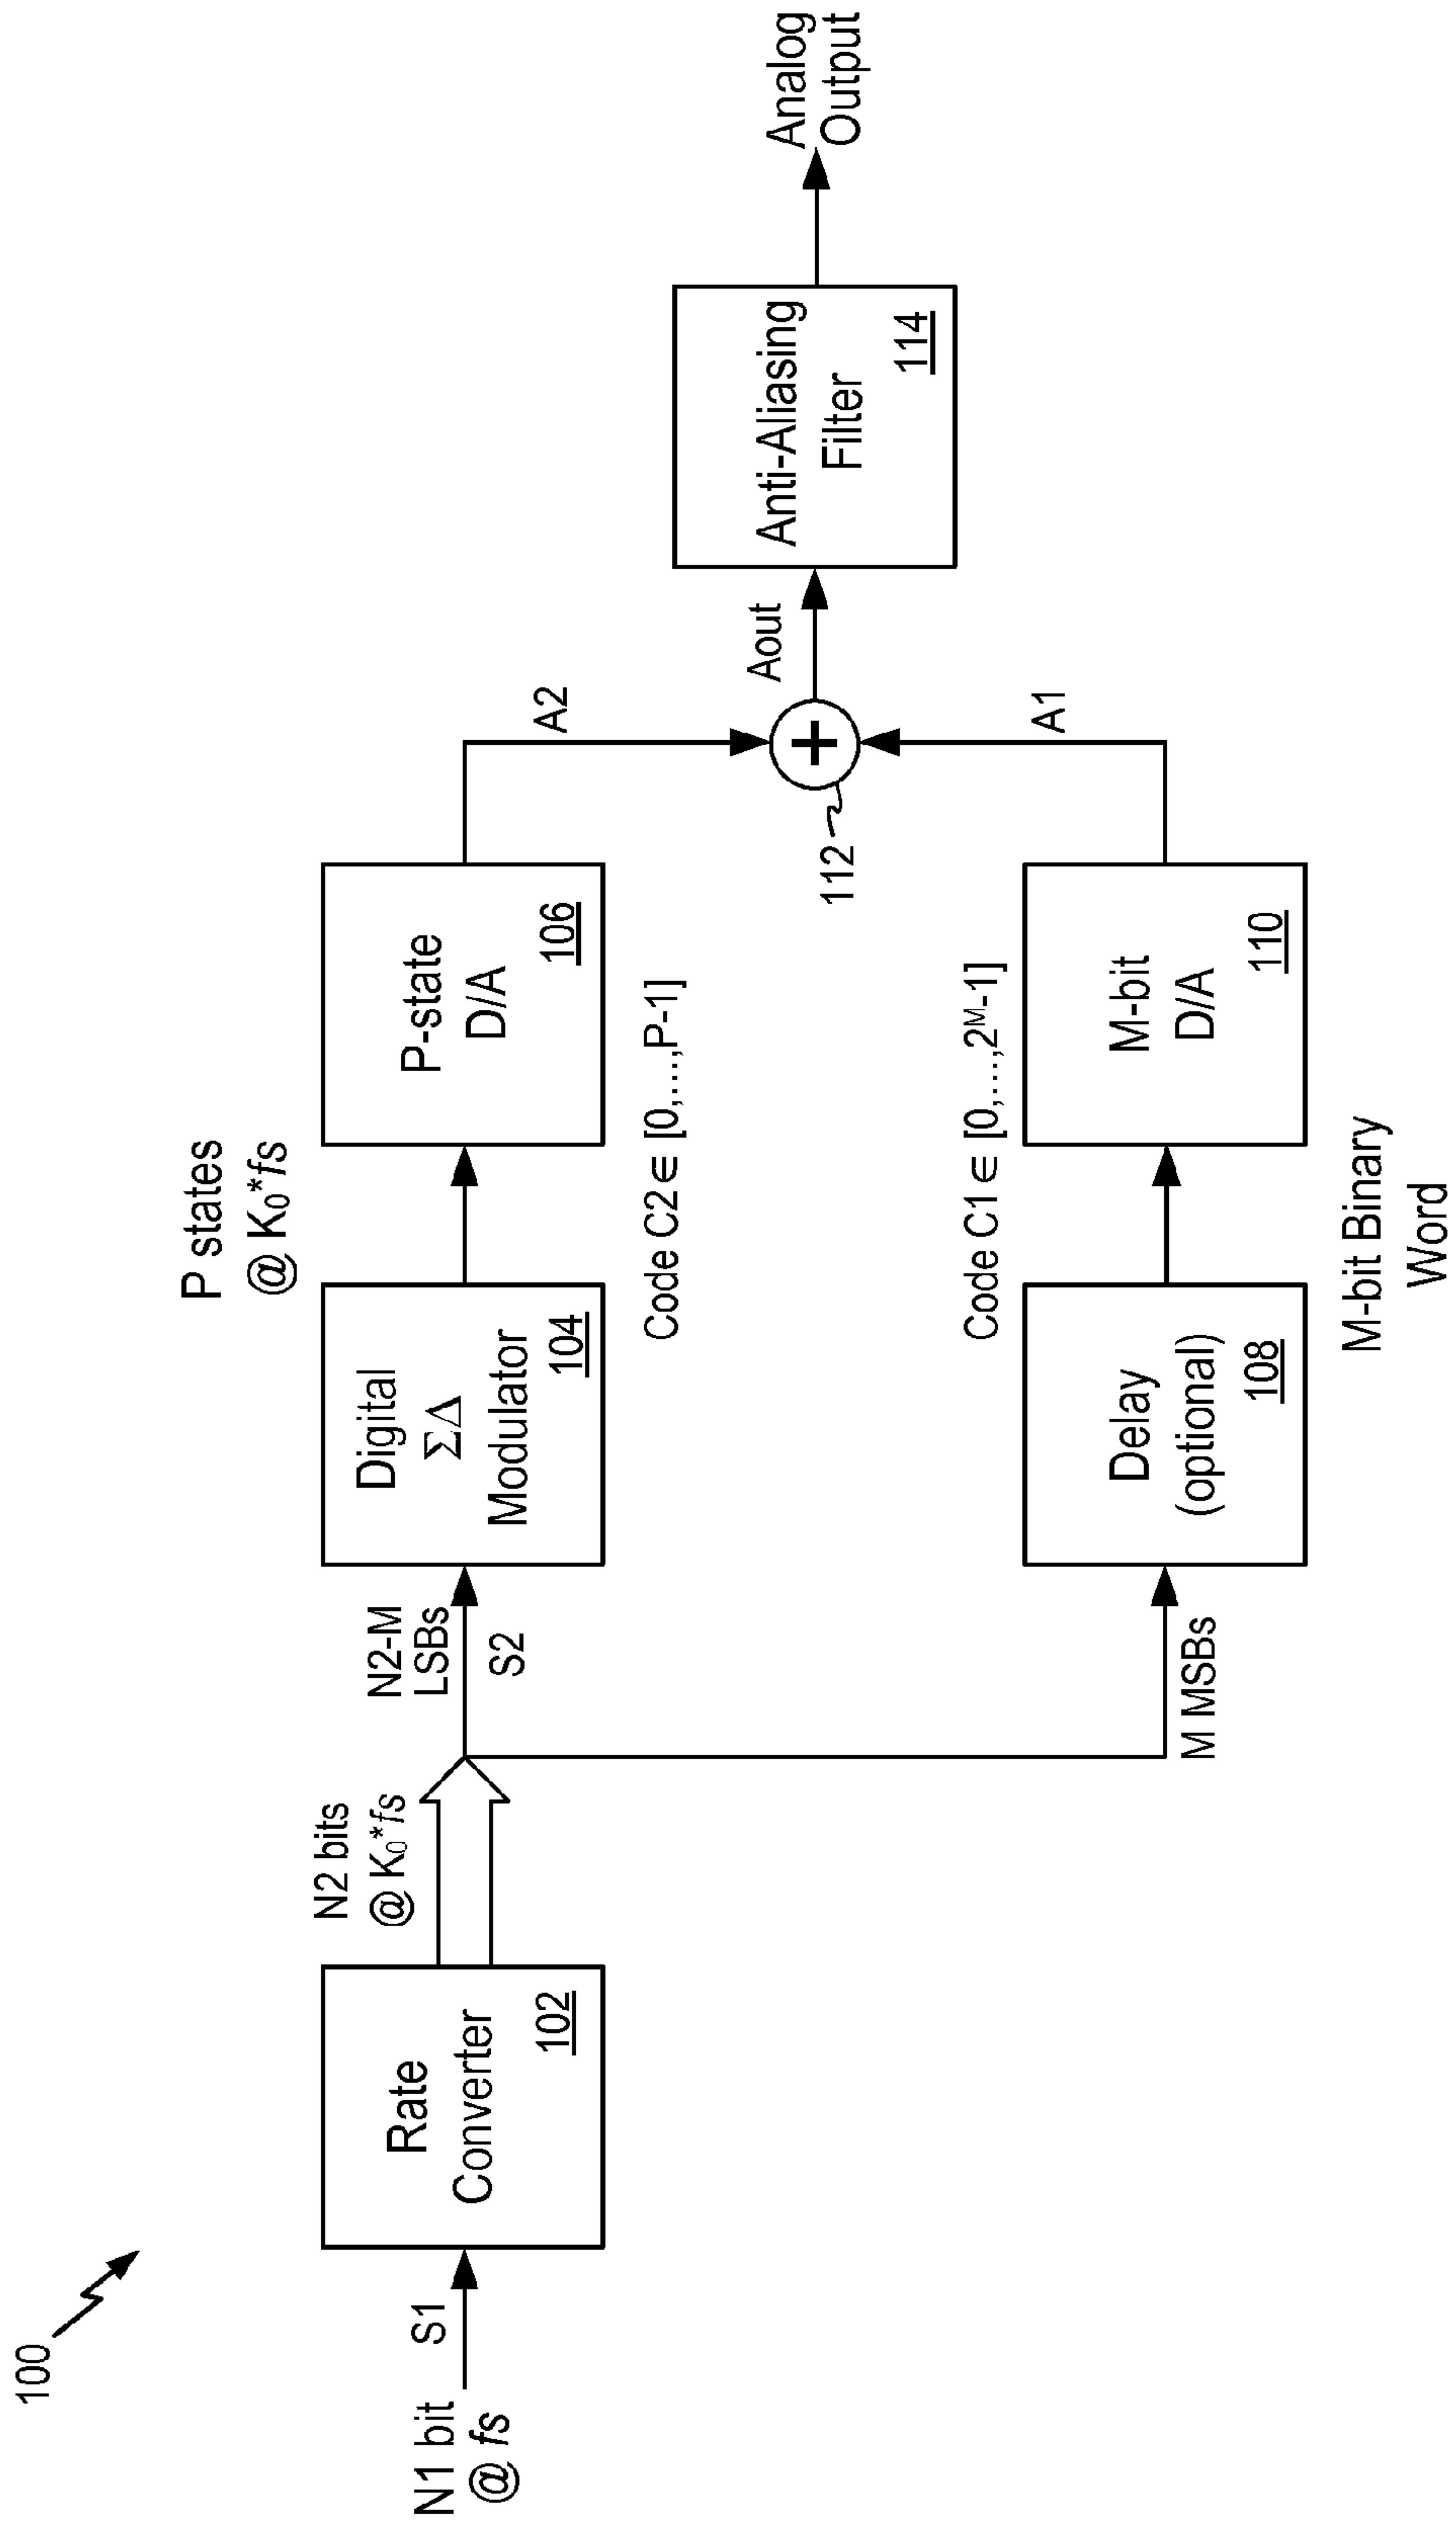 100
N1 bit
@ fs
S1
Rate
Converter
102
N2 bits
@ K₀*fs
N2-M
LSBs
S2
Digital
ΣΔ
Modulator
104
P states
@ K₀*fs
P-state
D/A
106
Code C2 ∈ [0,...,P-1]
A2
M MSBs
Delay
(optional)
108
M-bit Binary
Word
Code C1 ∈ [0,...,2ᴹ-1]
M-bit
D/A
110
A1
112
+
Aout
Anti-Aliasing
Filter
114
Analog
Output